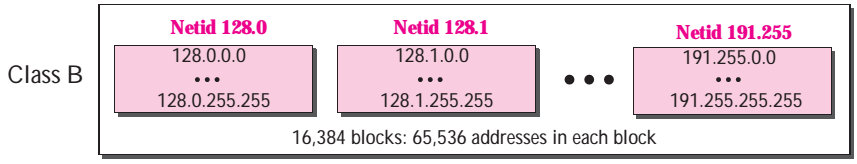 Netid 128.0 Netid 128.1 Netid 191.255
Class B
128.0.0.0 128.1.0.0 191.255.0.0
••• ••• ••• •••
128.0.255.255 128.1.255.255 191.255.255.255
16,384 blocks: 65,536 addresses in each block